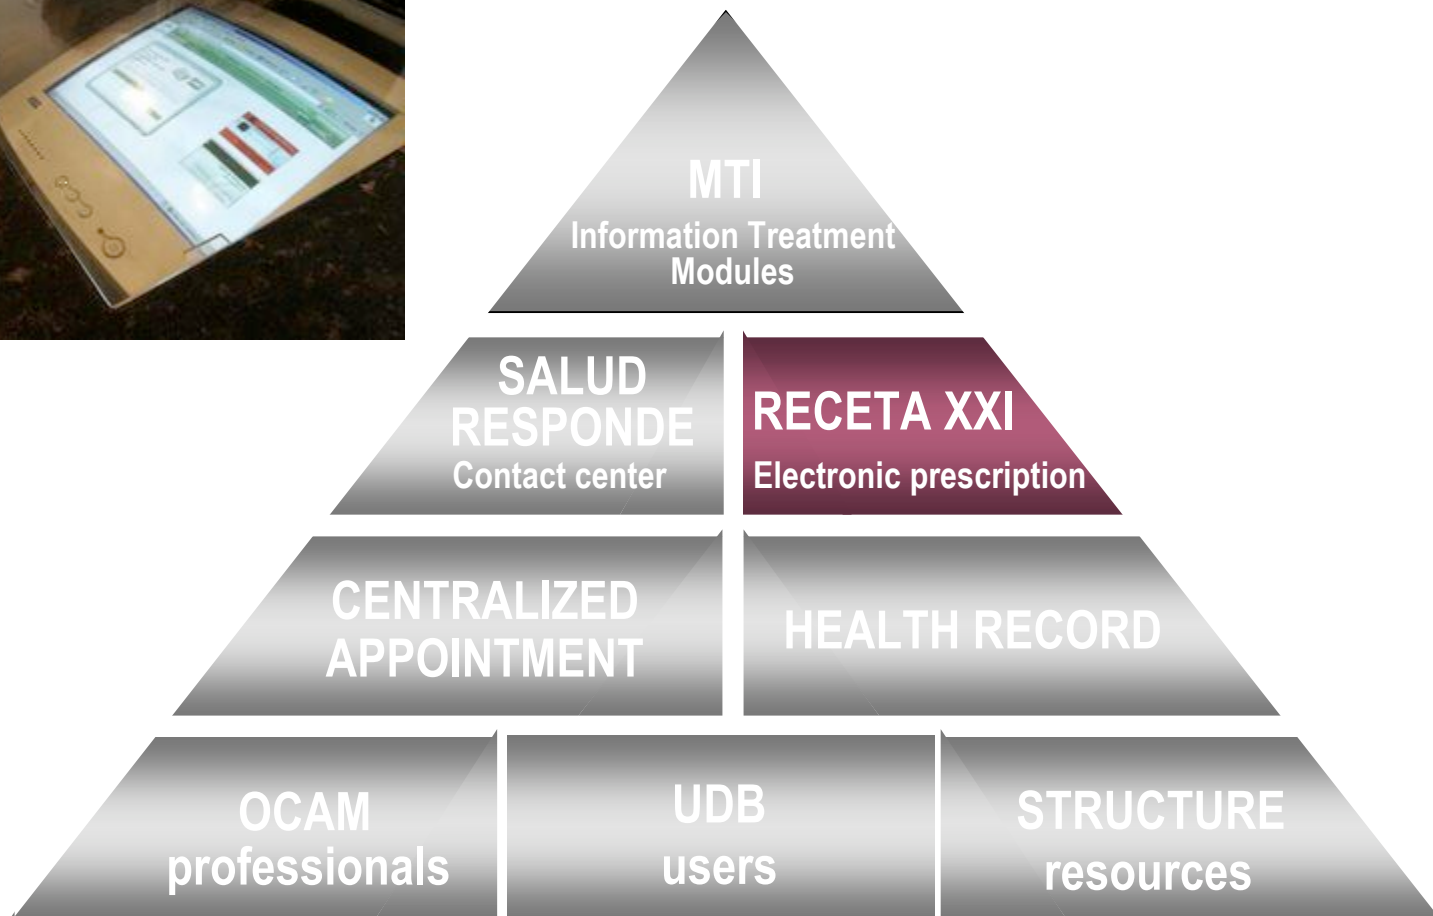 MTI
Information Treatment
Modules
SALUD
RESPONDE
Contact center
RECETA XXI
Electronic prescription
CENTRALIZED
APPOINTMENT
HEALTH RECORD
OCAM
professionals
UDB
users
STRUCTURE
resources